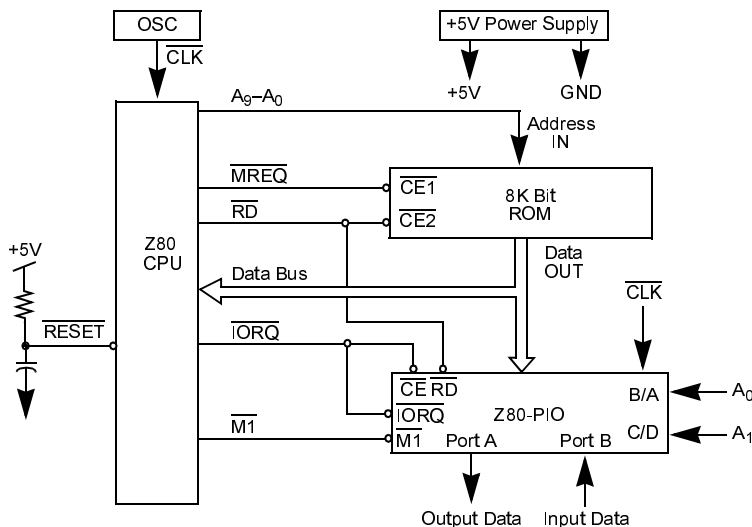 OSC
+5V Power Supply
CLK
A9–A0
+5V
GND
Address
IN
MREQ
CE1
8K Bit
ROM
RD
CE2
Z80
CPU
+5V
Data Bus
Data
OUT
CLK
RESET
IORQ
CE RD
B/A
A0
IORQ
Z80-PIO
M1
M1
Port A
Port B
C/D
A1
Output Data
Input Data